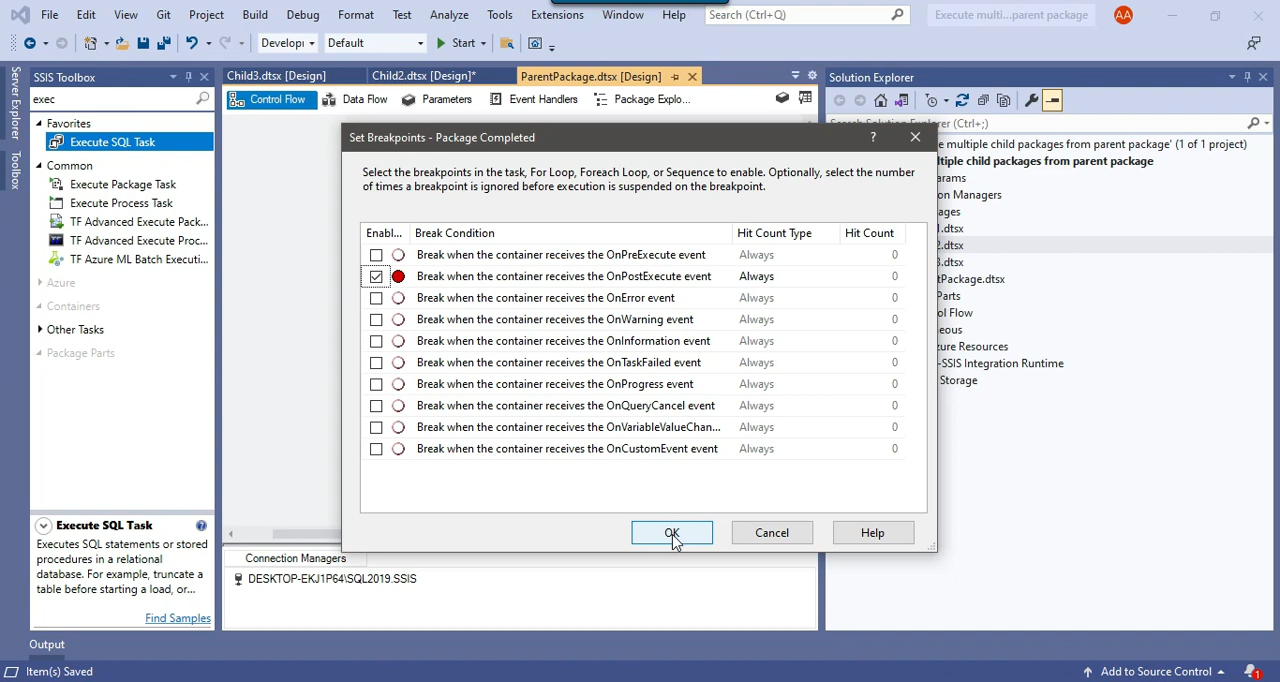 File Edit View Git Project Build Debug Format Test Analyze Tools Extensions Window Help Search (Ctrl+Q) Execute multi...parent package AA
Developi Default Start
SSIS Toolbox
exec
Favorites
Execute SQL Task
Common
Execute Package Task
Execute Process Task
TF Advanced Execute Pack...
TF Advanced Execute Proc...
TF Azure ML Batch Executi...
Azure
Containers
Other Tasks
Package Parts
Server Explorer
Toolbox
Execute SQL Task
Executes SQL statements or stored
procedures in a relational
database. For example, truncate a
table before starting a load, or...
Find Samples
Child3.dtsx [Design] Child2.dtsx [Design]* ParentPackage.dtsx [Design]
Control Flow Data Flow Parameters Event Handlers Package Explo...
Set Breakpoints - Package Completed ?
Select the breakpoints in the task, For Loop, Foreach Loop, or Sequence to enable. Optionally, select the number
of times a breakpoint is ignored before execution is suspended on the breakpoint.
Enabl... Break Condition Hit Count Type Hit Count
Break when the container receives the OnPreExecute event Always 0
Break when the container receives the OnPostExecute event Always 0
Break when the container receives the OnError event Always 0
Break when the container receives the OnWarning event Always 0
Break when the container receives the OnInformation event Always 0
Break when the container receives the OnTaskFailed event Always 0
Break when the container receives the OnProgress event Always 0
Break when the container receives the OnQueryCancel event Always 0
Break when the container receives the OnVariableValueChan... Always 0
Break when the container receives the OnCustomEvent event Always 0
OK Cancel Help
Connection Managers
DESKTOP-EKJ1P64\SQL2019.SSIS
Solution Explorer
Search Solution Explorer (Ctrl+;)
e multiple child packages from parent package' (1 of 1 project)
ltiple child packages from parent package
arams
on Managers
ages
1.dtsx
2.dtsx
3.dtsx
tPackage.dtsx
Parts
ol Flow
eous
zure Resources
-SSIS Integration Runtime
Storage
Output
Item(s) Saved Add to Source Control 1